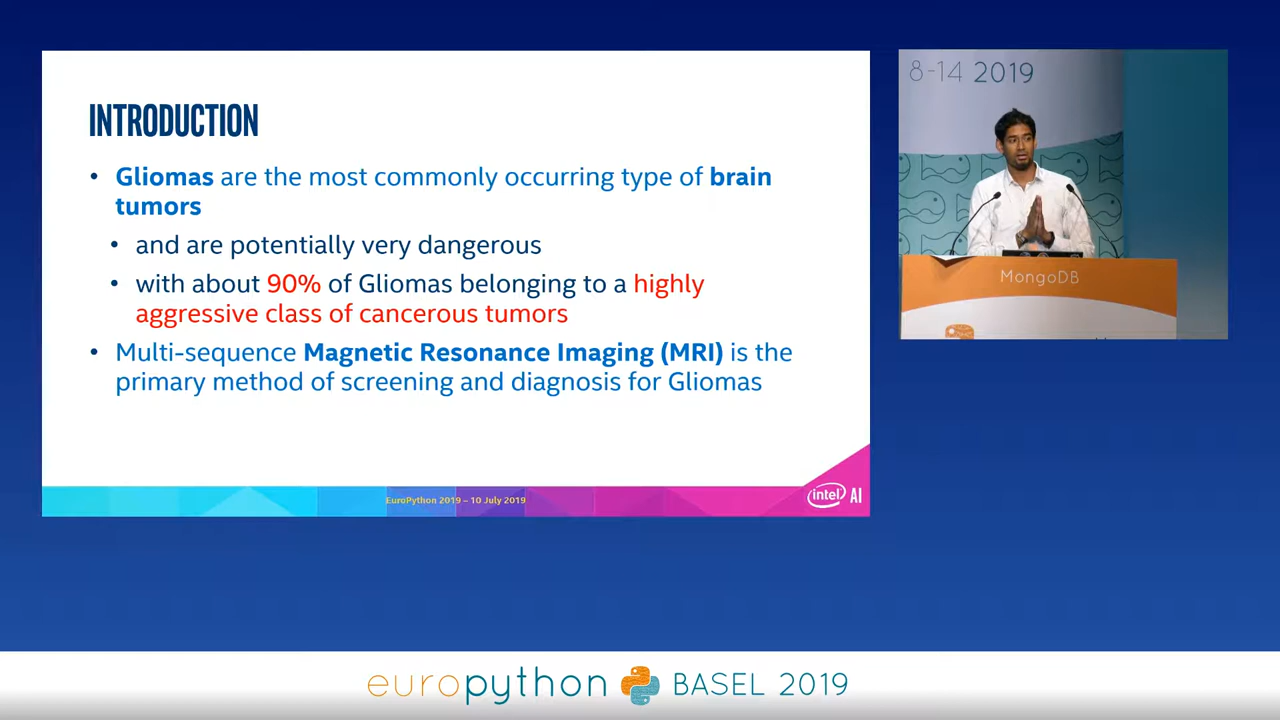 INTRODUCTION
• Gliomas are the most commonly occurring type of brain
tumors
• and are potentially very dangerous
• with about 90% of Gliomas belonging to a highly
aggressive class of cancerous tumors
• Multi-sequence Magnetic Resonance Imaging (MRI) is the
primary method of screening and diagnosis for Gliomas
EuroPython 2019 – 10 July 2019
intel AI
8-14 2019
MongoDB
europython BASEL 2019